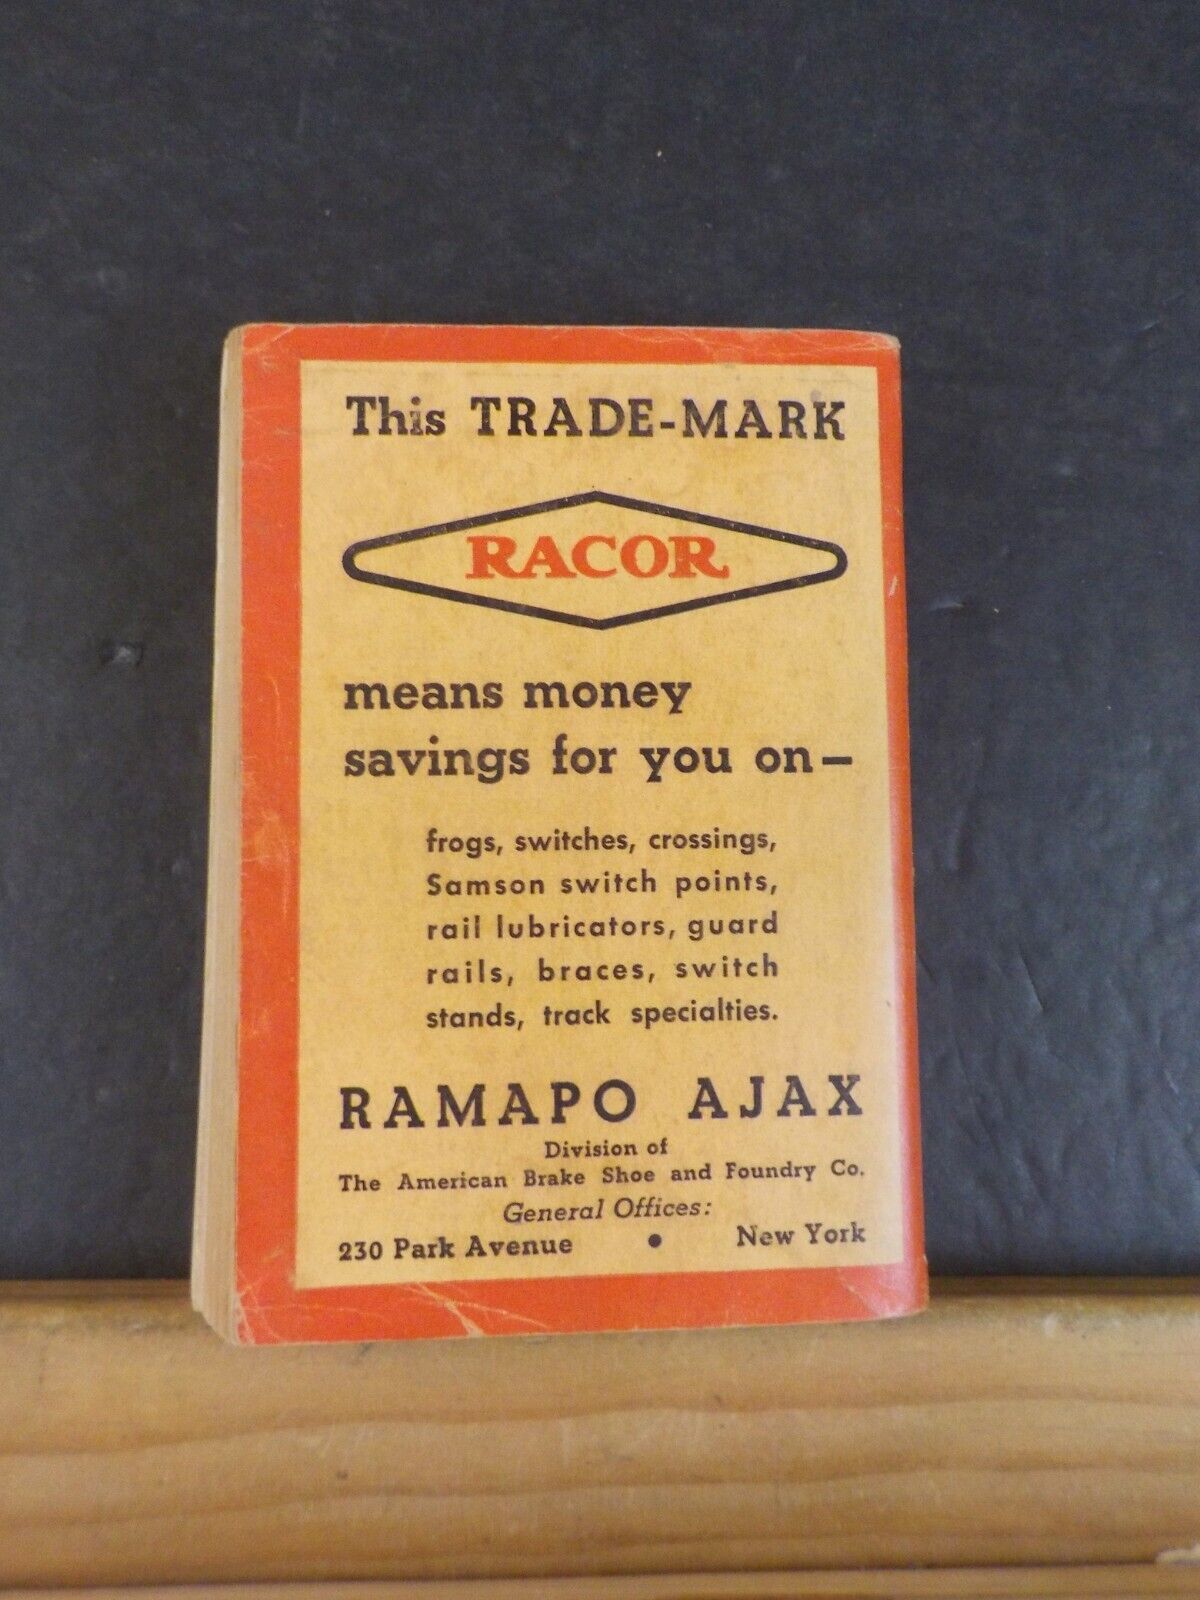 This TRADE-MARK
RACOR
means money
savings for you on—
frogs, switches, crossings,
Samson switch points,
rail lubricators, guard
rails, braces, switch
stands, track specialties.
RAMAPO AJAX
Division of
The American Brake Shoe and Foundry Co.
General Offices:
230 Park Avenue • New York